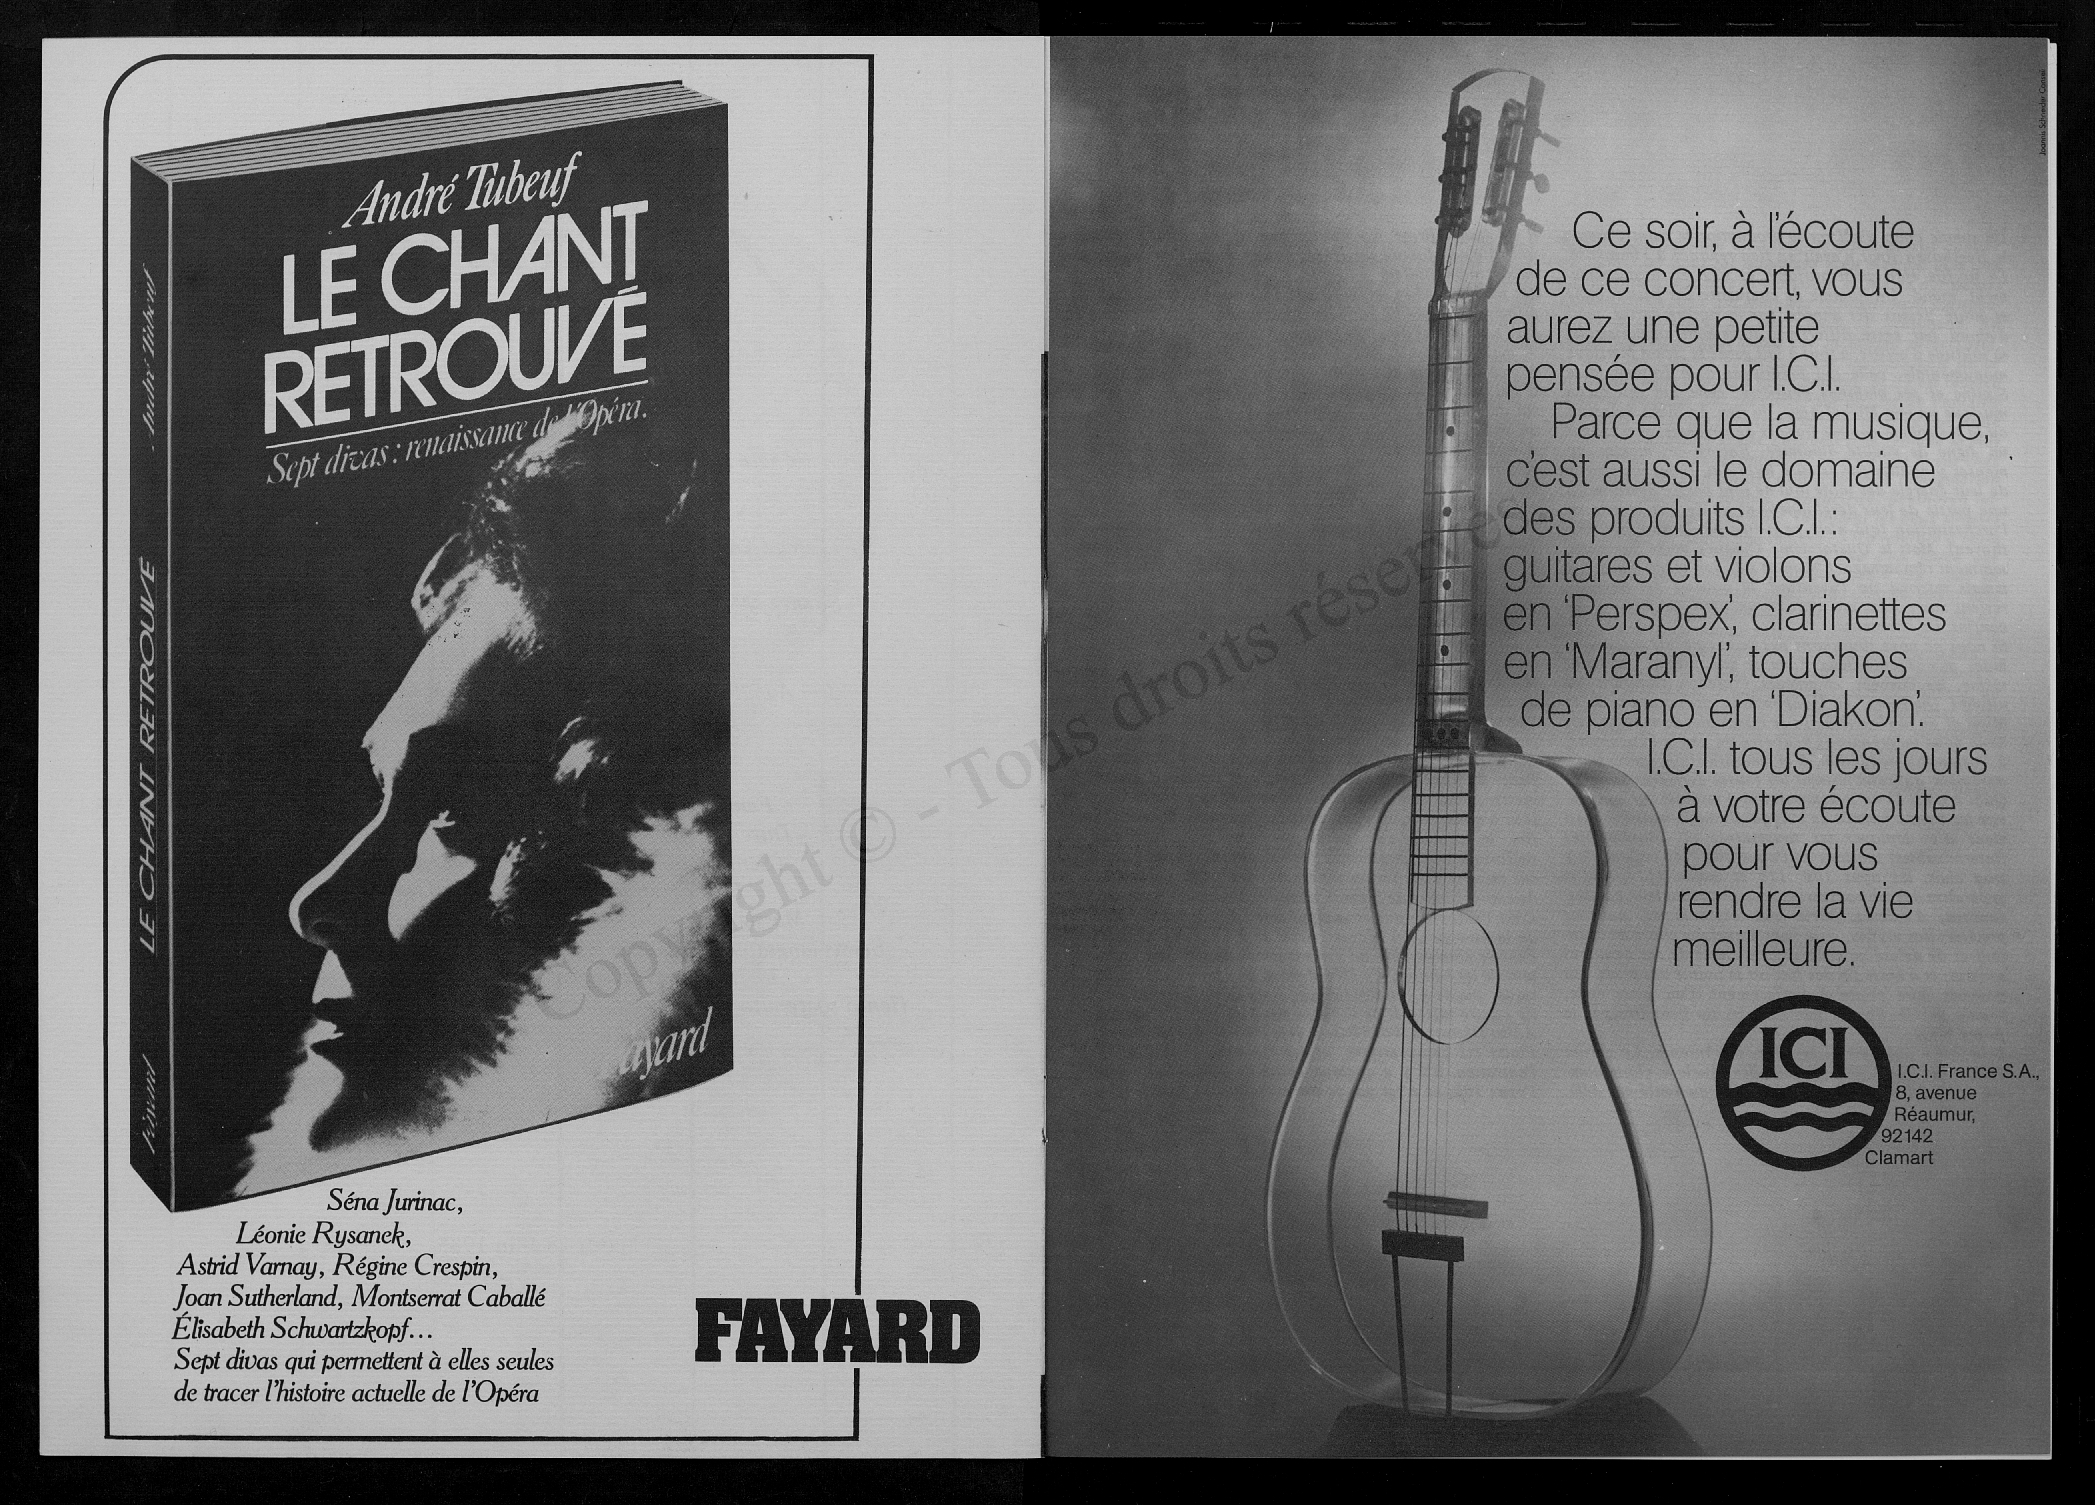 André Tubeuf
LE CHANT
RETROUVÉ
Sept divas : renaissance de l'Opéra.
LE CHANT RETROUVÉ
Fayard
ayard
Séna Jurinac,
Léonie Rysanek,
Astrid Varnay, Régine Crespin,
Joan Sutherland, Montserrat Caballé
Élisabeth Schwartzkopf...
Sept divas qui permettent à elles seules
de tracer l'histoire actuelle de l'Opéra
FAYARD
Copyright © - Tous droits réservés
Ce soir, à l'écoute
de ce concert, vous
aurez une petite
pensée pour I.C.I.
Parce que la musique,
c'est aussi le domaine
des produits I.C.I. :
guitares et violons
en 'Perspex', clarinettes
en 'Maranyl', touches
de piano en 'Diakon'.
I.C.I. tous les jours
à votre écoute
pour vous
rendre la vie
meilleure.
ICI
I.C.I. France S.A.,
8, avenue
Réaumur,
92142
Clamart